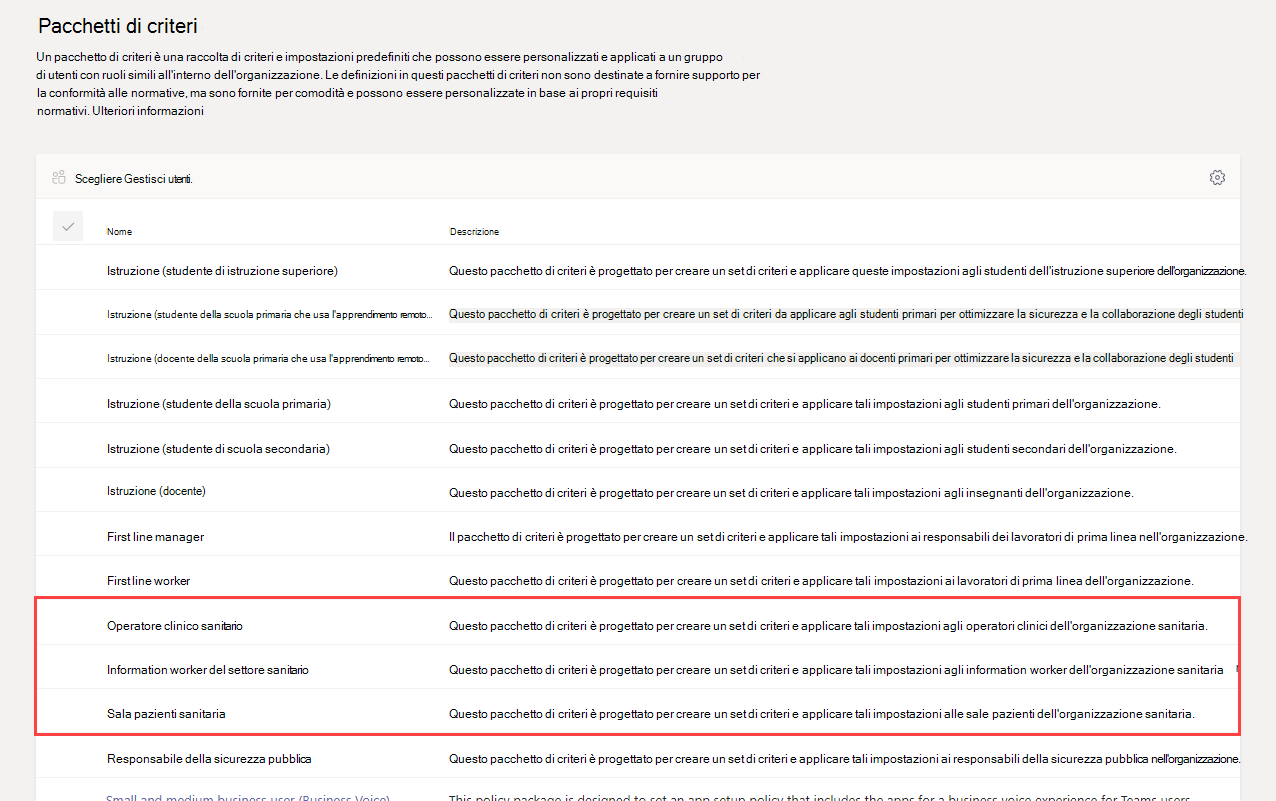 Pacchetti di criteri
Un pacchetto di criteri è una raccolta di criteri e impostazioni predefiniti che possono essere personalizzati e applicati a un gruppo
di utenti con ruoli simili all'interno dell'organizzazione. Le definizioni in questi pacchetti di criteri non sono destinate a fornire supporto per
la conformità alle normative, ma sono fornite per comodità e possono essere personalizzate in base ai propri requisiti
normativi. Ulteriori informazioni
Scegliere Gestisci utenti.
Nome Descrizione
Istruzione (studente di istruzione superiore) Questo pacchetto di criteri è progettato per creare un set di criteri e applicare queste impostazioni agli studenti dell'istruzione superiore dell'organizzazione.
Istruzione (studente della scuola primaria che usa l'apprendimento remoto... Questo pacchetto di criteri è progettato per creare un set di criteri da applicare agli studenti primari per ottimizzare la sicurezza e la collaborazione degli studenti
Istruzione (docente della scuola primaria che usa l'apprendimento remoto... Questo pacchetto di criteri è progettato per creare un set di criteri che si applicano ai docenti primari per ottimizzare la sicurezza e la collaborazione degli studenti
Istruzione (studente della scuola primaria) Questo pacchetto di criteri è progettato per creare un set di criteri e applicare tali impostazioni agli studenti primari dell'organizzazione.
Istruzione (studente di scuola secondaria) Questo pacchetto di criteri è progettato per creare un set di criteri e applicare tali impostazioni agli studenti secondari dell'organizzazione.
Istruzione (docente) Questo pacchetto di criteri è progettato per creare un set di criteri e applicare tali impostazioni agli insegnanti dell'organizzazione.
First line manager Il pacchetto di criteri è progettato per creare un set di criteri e applicare tali impostazioni ai responsabili dei lavoratori di prima linea nell'organizzazione.
First line worker Questo pacchetto di criteri è progettato per creare un set di criteri e applicare tali impostazioni ai lavoratori di prima linea dell'organizzazione.
Operatore clinico sanitario Questo pacchetto di criteri è progettato per creare un set di criteri e applicare tali impostazioni agli operatori clinici dell'organizzazione sanitaria.
Information worker del settore sanitario Questo pacchetto di criteri è progettato per creare un set di criteri e applicare tali impostazioni agli information worker dell'organizzazione sanitaria
Sala pazienti sanitaria Questo pacchetto di criteri è progettato per creare un set di criteri e applicare tali impostazioni alle sale pazienti dell'organizzazione sanitaria.
Responsabile della sicurezza pubblica Questo pacchetto di criteri è progettato per creare un set di criteri e applicare tali impostazioni ai responsabili della sicurezza pubblica nell'organizzazione.
Small and medium business user (Business Voice) This policy package is designed to set an app setup policy that includes the apps for a business voice experience for Teams users